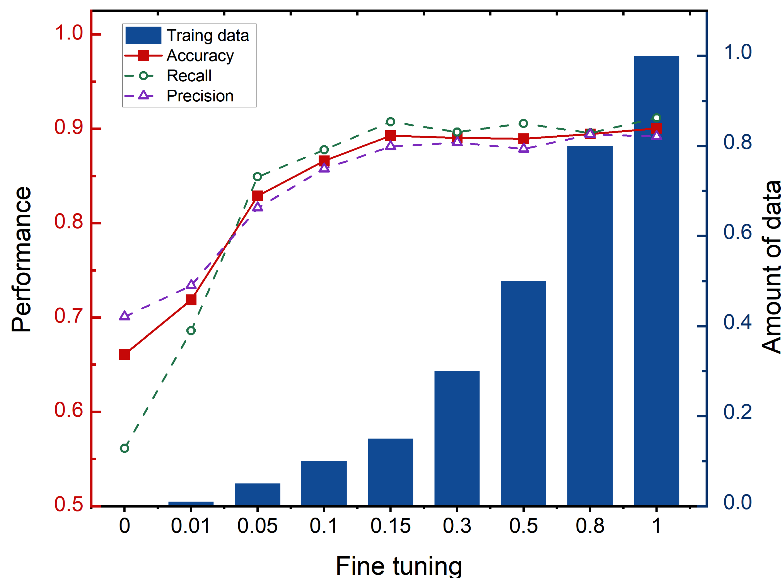 Traing data
Accuracy
Recall
Precision
1.0
0.9
0.8
0.7
0.6
0.5
Performance
1.0
0.8
0.6
0.4
0.2
0.0
Amount of data
0 0.01 0.05 0.1 0.15 0.3 0.5 0.8 1
Fine tuning